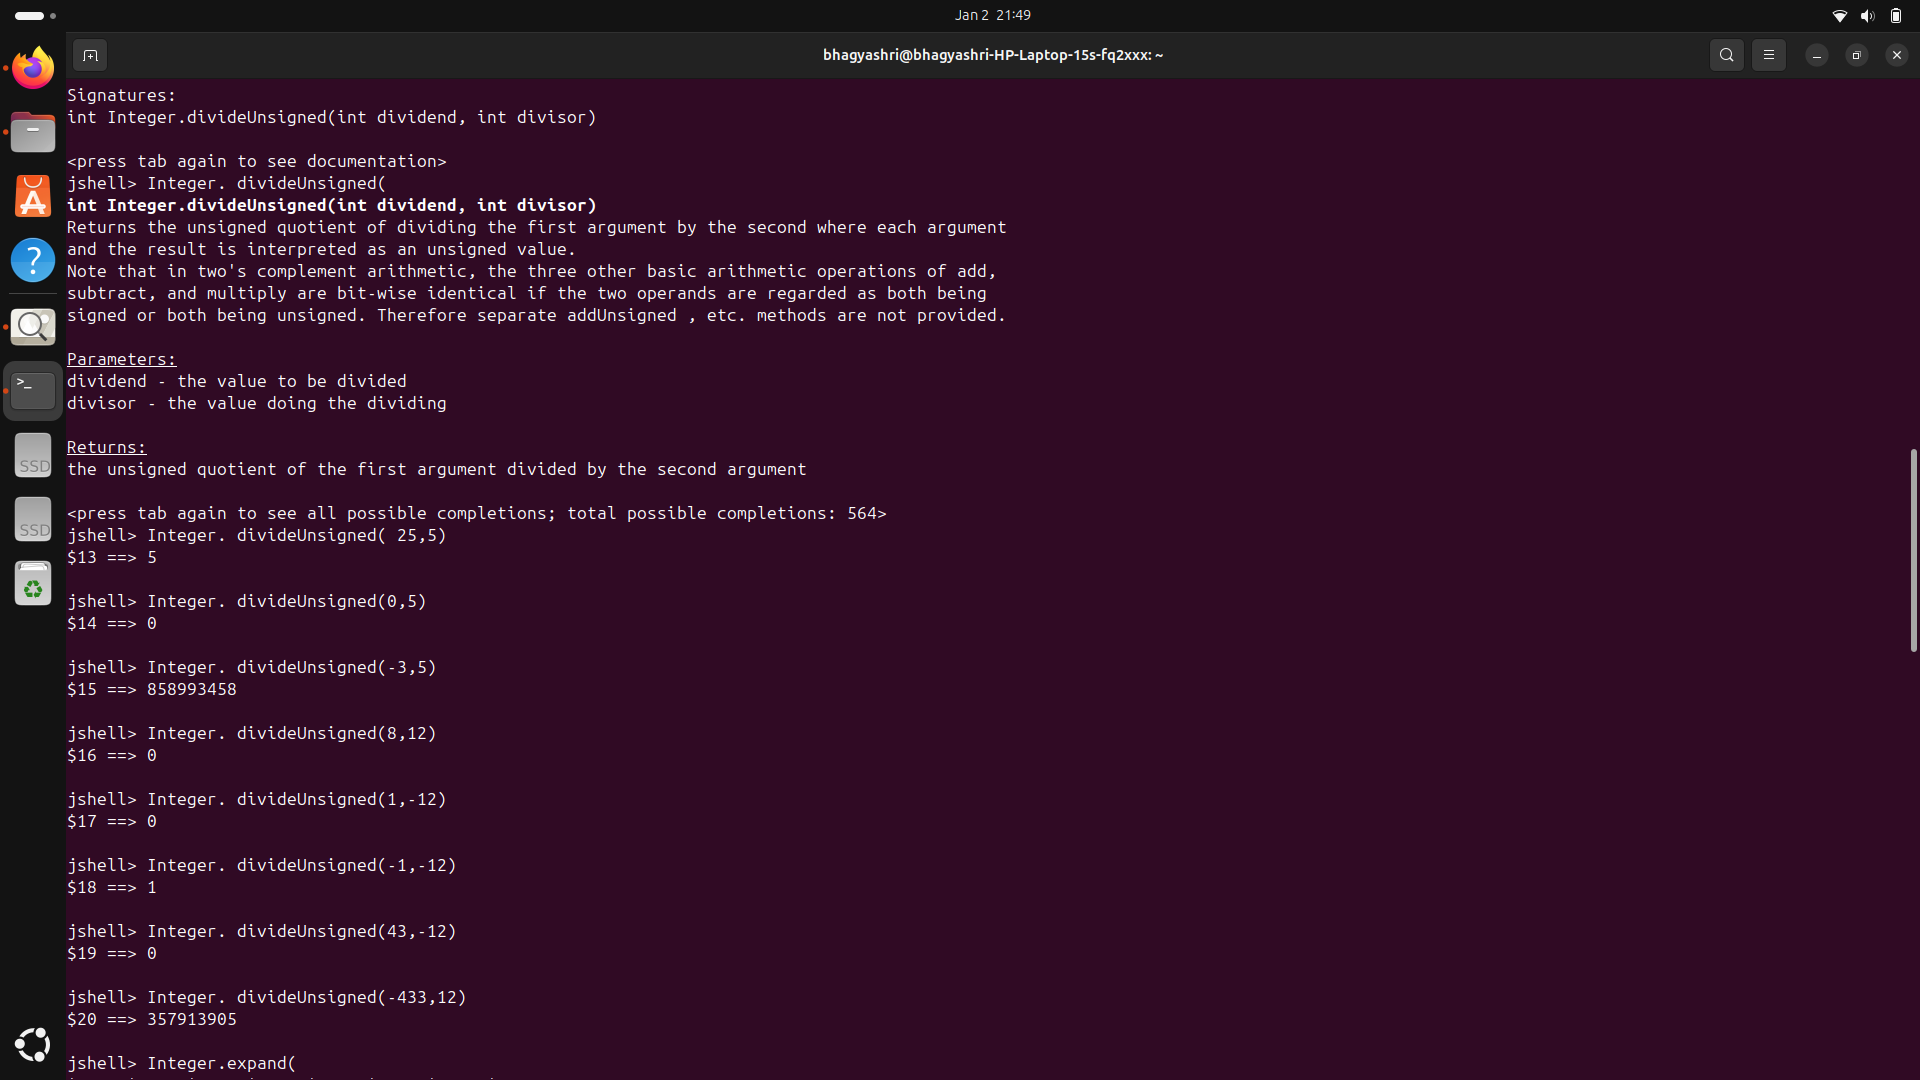 Jan 2 21:49
bhagyashri@bhagyashri-HP-Laptop-15s-fq2xxx: ~
Signatures:
int Integer.divideUnsigned(int dividend, int divisor)
<press tab again to see documentation>
jshell> Integer. divideUnsigned(
int Integer.divideUnsigned(int dividend, int divisor)
Returns the unsigned quotient of dividing the first argument by the second where each argument
and the result is interpreted as an unsigned value.
Note that in two's complement arithmetic, the three other basic arithmetic operations of add,
subtract, and multiply are bit-wise identical if the two operands are regarded as both being
signed or both being unsigned. Therefore separate addUnsigned , etc. methods are not provided.
Parameters:
dividend - the value to be divided
divisor - the value doing the dividing
Returns:
the unsigned quotient of the first argument divided by the second argument
<press tab again to see all possible completions; total possible completions: 564>
jshell> Integer. divideUnsigned( 25,5)
$13 ==> 5
jshell> Integer. divideUnsigned(0,5)
$14 ==> 0
jshell> Integer. divideUnsigned(-3,5)
$15 ==> 858993458
jshell> Integer. divideUnsigned(8,12)
$16 ==> 0
jshell> Integer. divideUnsigned(1,-12)
$17 ==> 0
jshell> Integer. divideUnsigned(-1,-12)
$18 ==> 1
jshell> Integer. divideUnsigned(43,-12)
$19 ==> 0
jshell> Integer. divideUnsigned(-433,12)
$20 ==> 357913905
jshell> Integer.expand(
SSD
SSD